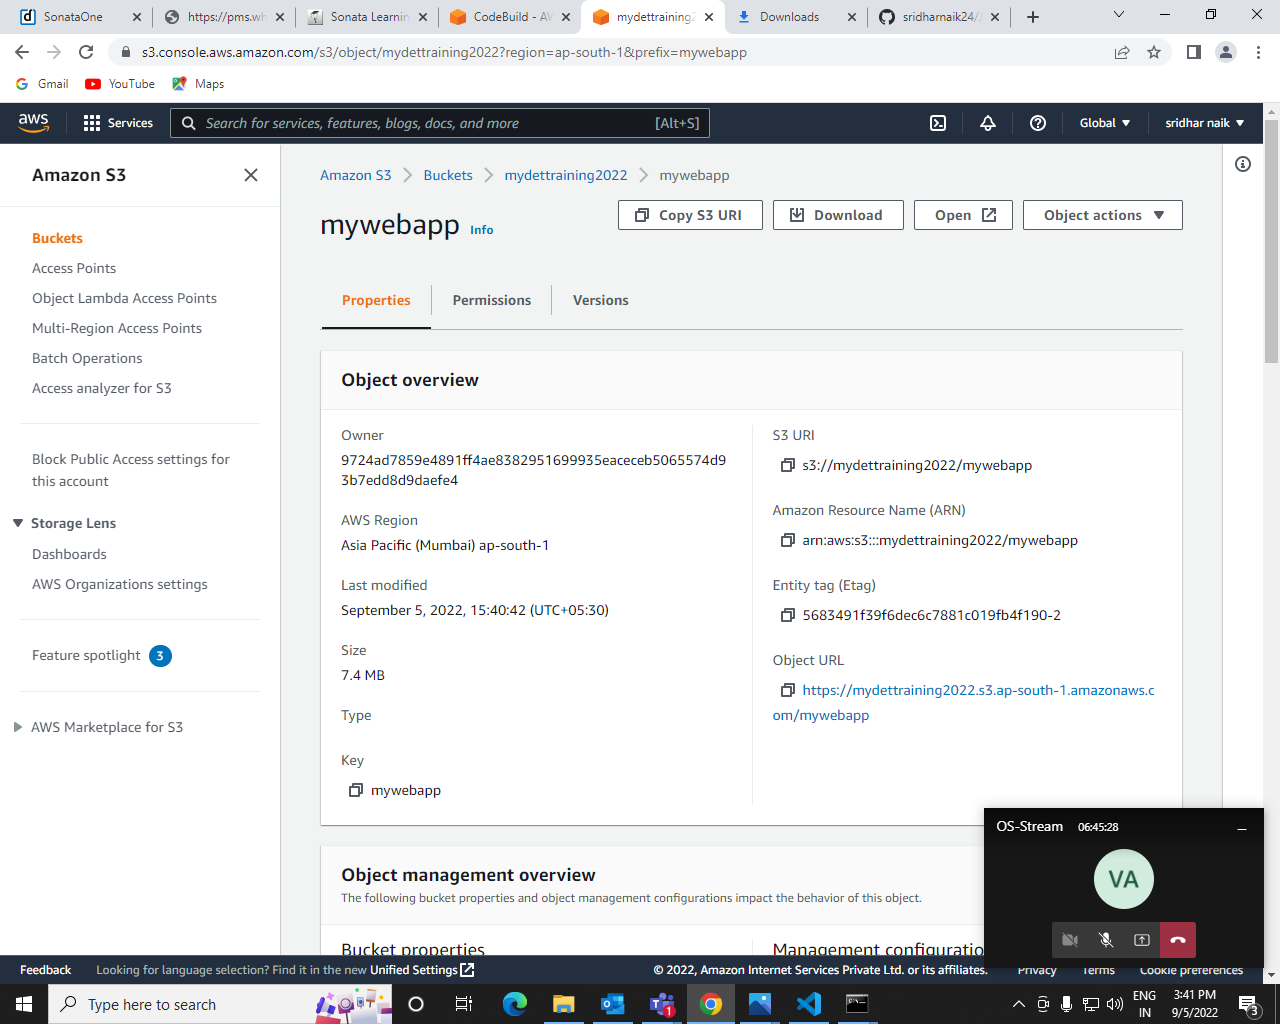 SonataOne
https://pms.wh
Sonata Learnin
CodeBuild - AV
mydettraining2
Downloads
sridharnaik24/J
s3.console.aws.amazon.com/s3/object/mydettraining2022?region=ap-south-1&prefix=mywebapp
Gmail
YouTube
Maps
aws
Services
Search for services, features, blogs, docs, and more
[Alt+S]
Global
sridhar naik
Amazon S3
Buckets
Access Points
Object Lambda Access Points
Multi-Region Access Points
Batch Operations
Access analyzer for S3
Block Public Access settings for
this account
Storage Lens
Dashboards
AWS Organizations settings
Feature spotlight 3
AWS Marketplace for S3
Amazon S3
Buckets
mydettraining2022
mywebapp
mywebapp Info
Copy S3 URI
Download
Open
Object actions
Properties
Permissions
Versions
Object overview
Owner
9724ad7859e4891ff4ae8382951699935eaceceb5065574d9
3b7edd8d9daefe4
AWS Region
Asia Pacific (Mumbai) ap-south-1
Last modified
September 5, 2022, 15:40:42 (UTC+05:30)
Size
7.4 MB
Type
Key
mywebapp
S3 URI
s3://mydettraining2022/mywebapp
Amazon Resource Name (ARN)
arn:aws:s3:::mydettraining2022/mywebapp
Entity tag (Etag)
5683491f39f6dec6c7881c019fb4f190-2
Object URL
https://mydettraining2022.s3.ap-south-1.amazonaws.c
om/mywebapp
Object management overview
The following bucket properties and object management configurations impact the behavior of this object.
Bucket properties
Management configuratio
OS-Stream 06:45:28
VA
Feedback
Looking for language selection? Find it in the new Unified Settings
© 2022, Amazon Internet Services Private Ltd. or its affiliates.
Privacy
Terms
Cookie preferences
Type here to search
1
ENG
IN
3:41 PM
9/5/2022
3